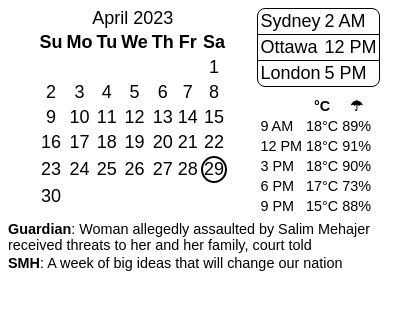 April 2023
Su Mo Tu We Th Fr Sa
1
2 3 4 5 6 7 8
9 10 11 12 13 14 15
16 17 18 19 20 21 22
23 24 25 26 27 28 29
30
Sydney 2 AM
Ottawa 12 PM
London 5 PM
°C ☂
9 AM 18°C 89%
12 PM 18°C 91%
3 PM 18°C 90%
6 PM 17°C 73%
9 PM 15°C 88%
Guardian: Woman allegedly assaulted by Salim Mehajer
received threats to her and her family, court told
SMH: A week of big ideas that will change our nation